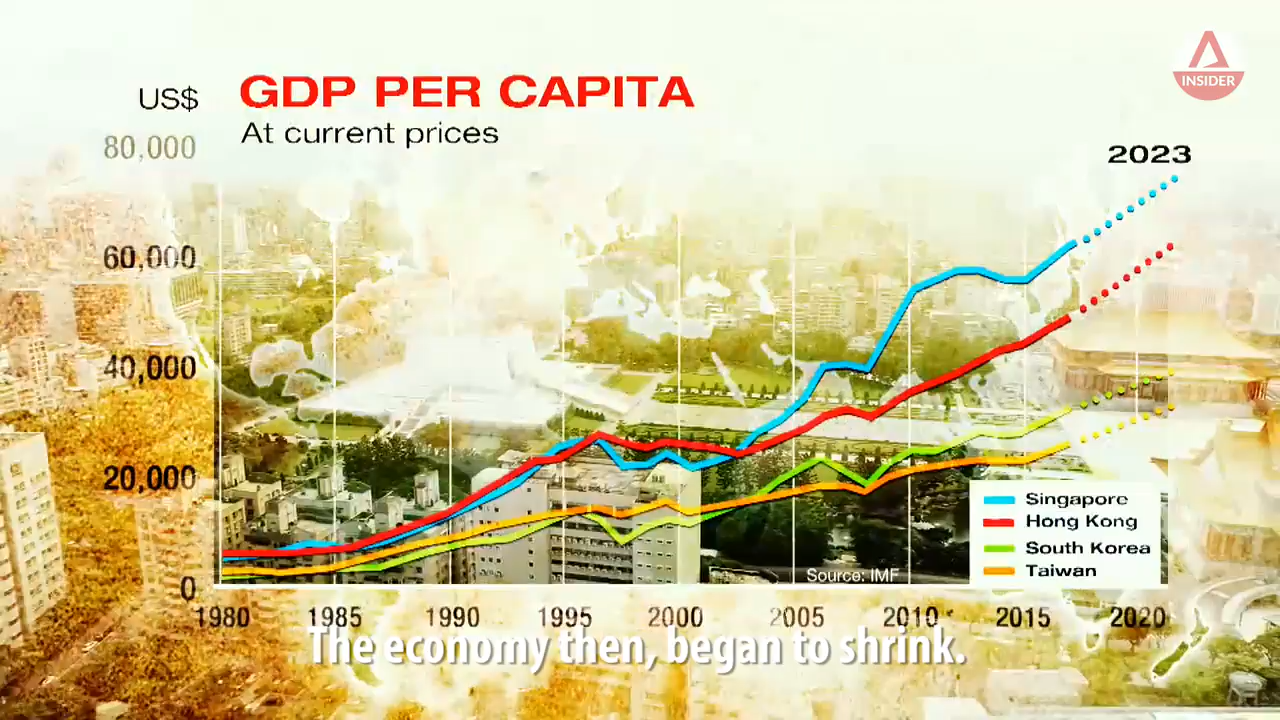 INSIDER
US$
GDP PER CAPITA
At current prices
80,000
2023
60,000
40,000
20,000
0
Singapore
Hong Kong
South Korea
Taiwan
Source: IMF
1980 1985 1990 1995 2000 2005 2010 2015 2020
The economy then, began to shrink.